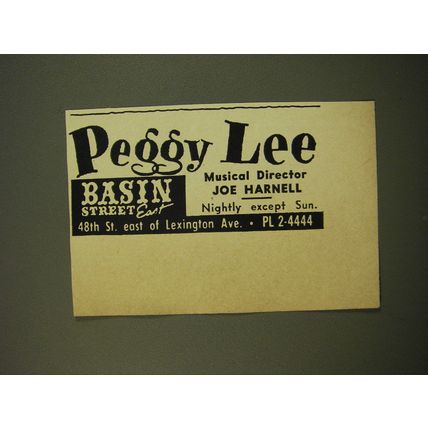 Peggy Lee
Musical Director
JOE HARNELL
BASIN
STREET East
Nightly except Sun.
48th St. east of Lexington Ave. • PL 2-4444